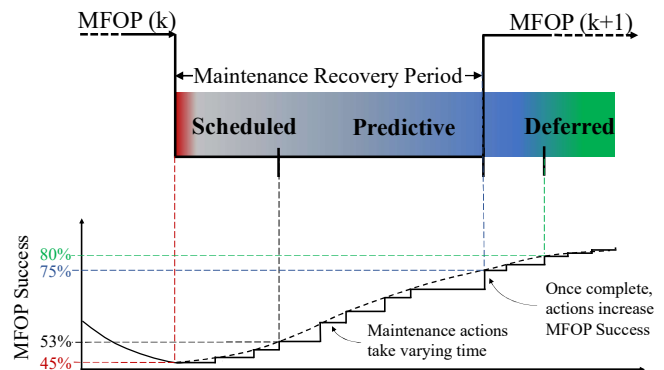 MFOP (k)
MFOP (k+1)
Maintenance Recovery Period
Scheduled
Predictive
Deferred
MFOP Success
80%
75%
53%
45%
Maintenance actions
take varying time
Once complete,
actions increase
MFOP Success